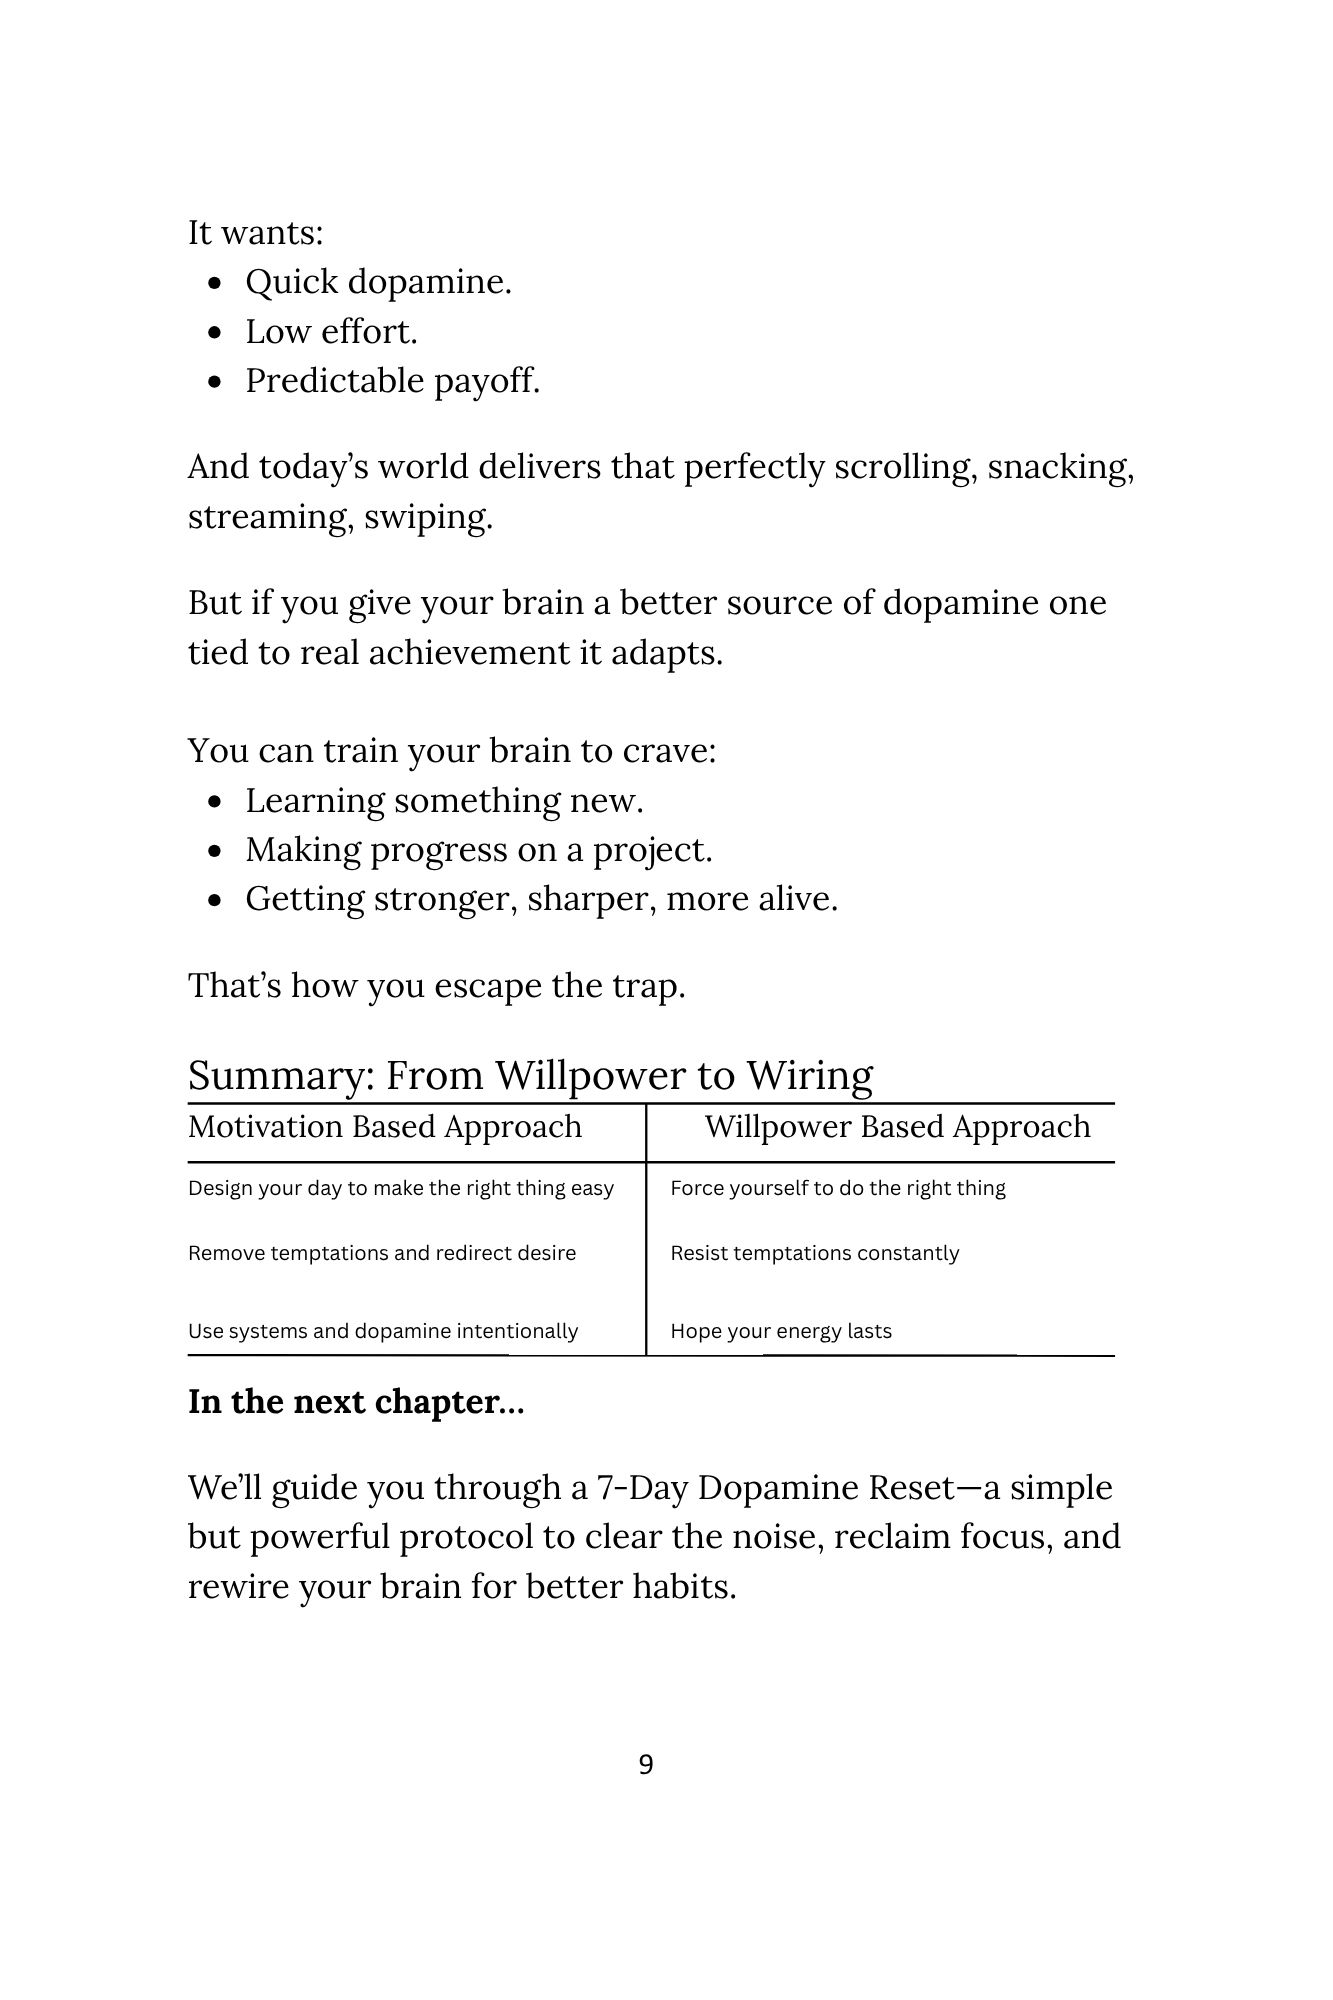 It wants:
• Quick dopamine.
• Low effort.
• Predictable payoff.
And today’s world delivers that perfectly scrolling, snacking,
streaming, swiping.
But if you give your brain a better source of dopamine one
tied to real achievement it adapts.
You can train your brain to crave:
• Learning something new.
• Making progress on a project.
• Getting stronger, sharper, more alive.
That’s how you escape the trap.
Summary: From Willpower to Wiring
Motivation Based Approach Willpower Based Approach
Design your day to make the right thing easy Force yourself to do the right thing
Remove temptations and redirect desire Resist temptations constantly
Use systems and dopamine intentionally Hope your energy lasts
In the next chapter…
We’ll guide you through a 7-Day Dopamine Reset—a simple
but powerful protocol to clear the noise, reclaim focus, and
rewire your brain for better habits.
9